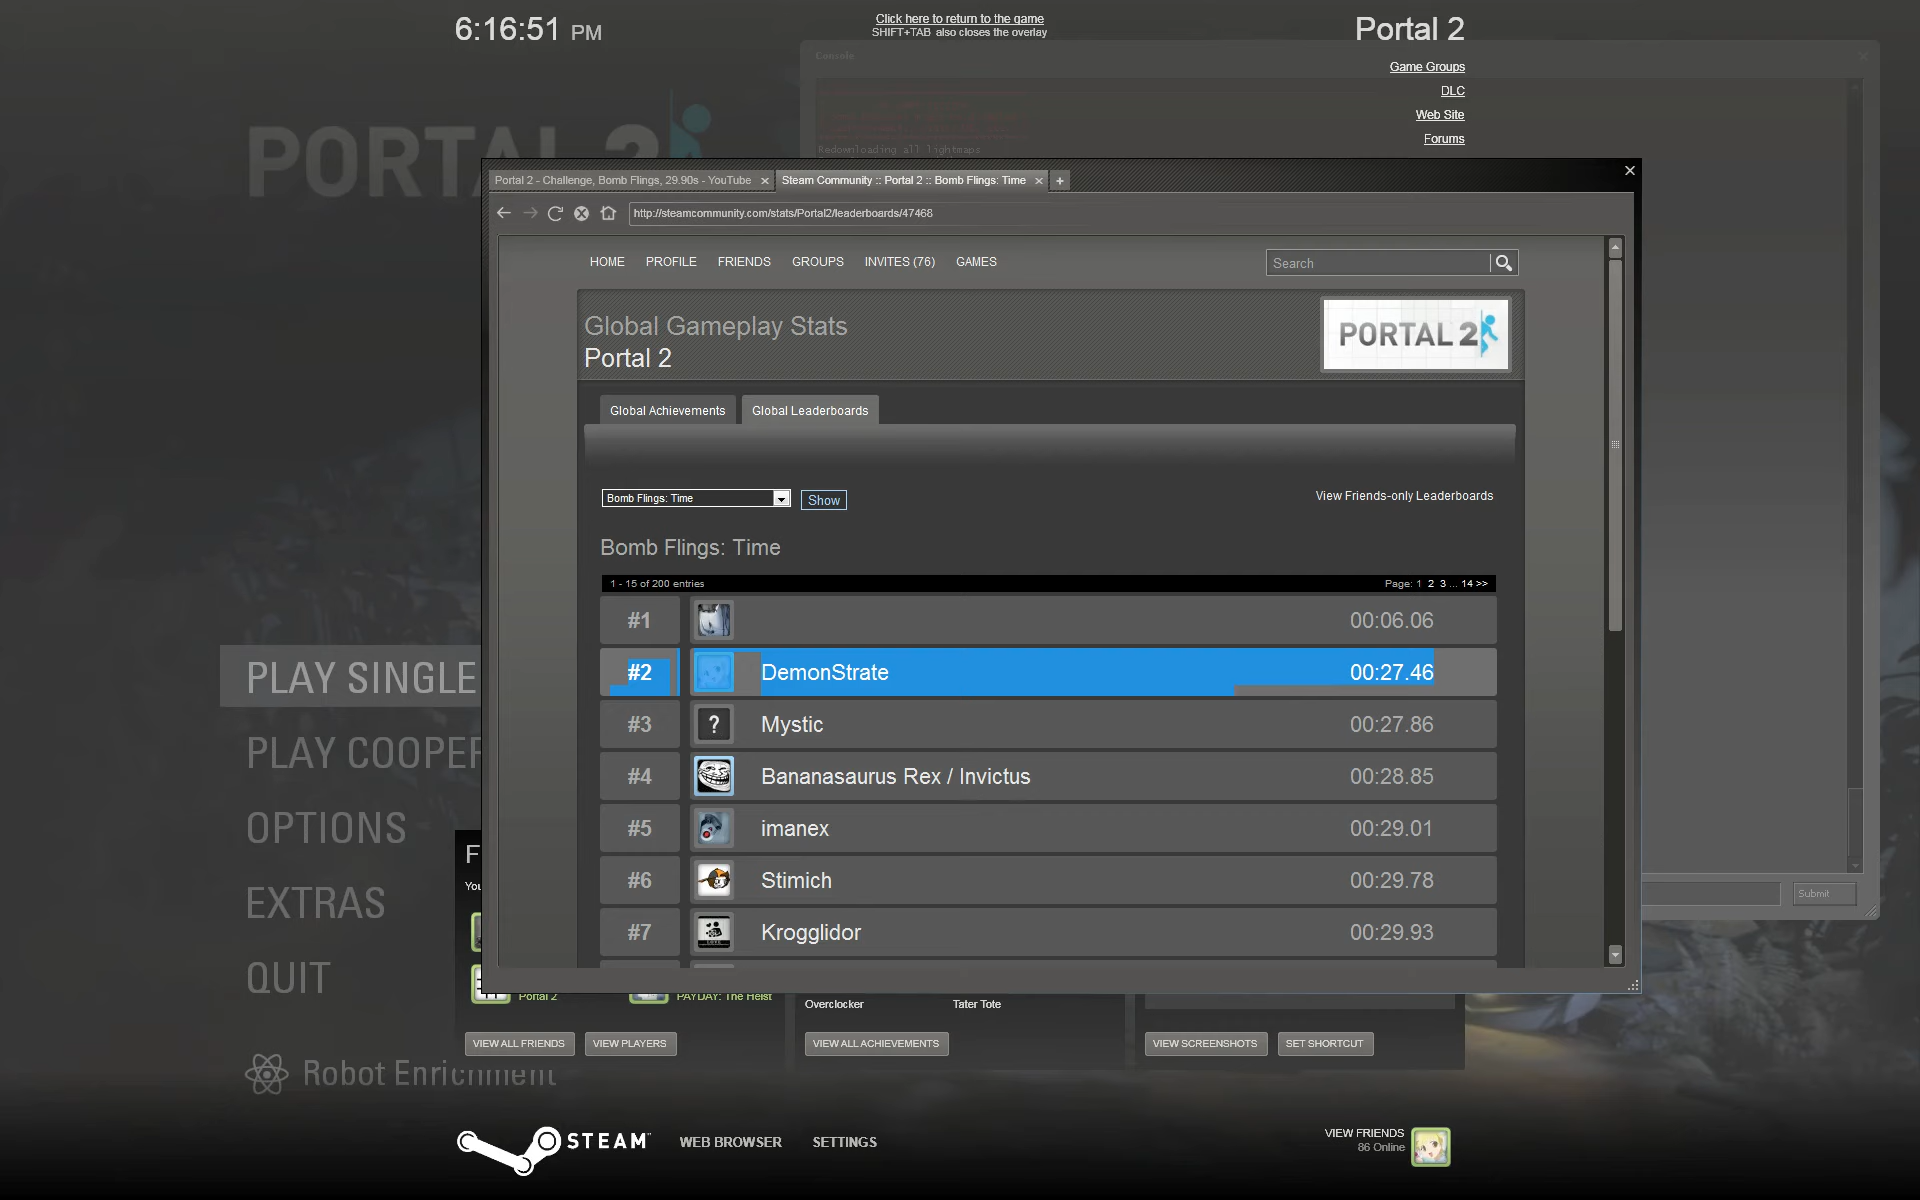 6:16:51 PM
Click here to return to the game
SHIFT+TAB also closes the overlay
Portal 2
Game Groups
DLC
Web Site
Forums
Console
Redownloading all lightmaps
PORTAL 2
Portal 2 - Challenge, Bomb Flings, 29.90s - YouTube
Steam Community :: Portal 2 :: Bomb Flings: Time
http://steamcommunity.com/stats/Portal2/leaderboards/47468
HOME PROFILE FRIENDS GROUPS INVITES (76) GAMES
Search
Global Gameplay Stats
Portal 2
PORTAL 2
Global Achievements
Global Leaderboards
Bomb Flings: Time
Show
View Friends-only Leaderboards
Bomb Flings: Time
1 - 15 of 200 entries
Page: 1 2 3 ... 14 >>
#1 00:06.06
#2 DemonStrate 00:27.46
#3 ? Mystic 00:27.86
#4 Bananasaurus Rex / Invictus 00:28.85
#5 imanex 00:29.01
#6 Stimich 00:29.78
#7 Krogglidor 00:29.93
PLAY SINGLE
PLAY COOPER
OPTIONS
EXTRAS
QUIT
Robot Enrichment
F
You
Submit
Portal 2
PAYDAY: The Heist
Overclocker
Tater Tote
VIEW ALL FRIENDS
VIEW PLAYERS
VIEW ALL ACHIEVEMENTS
VIEW SCREENSHOTS
SET SHORTCUT
STEAM
WEB BROWSER
SETTINGS
VIEW FRIENDS
86 Online